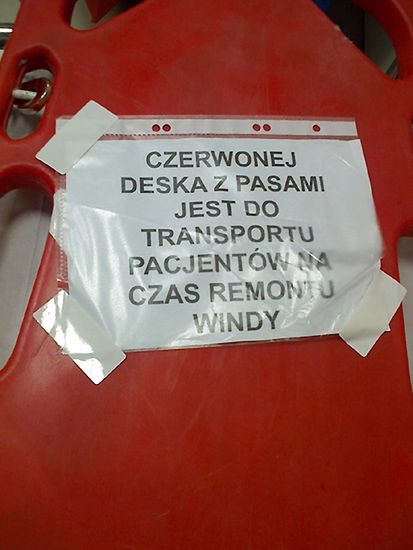 CZERWONEJ
DESKA Z PASAMI
JEST DO
TRANSPORTU
PACJENTÓW NA
CZAS REMONTU
WINDY